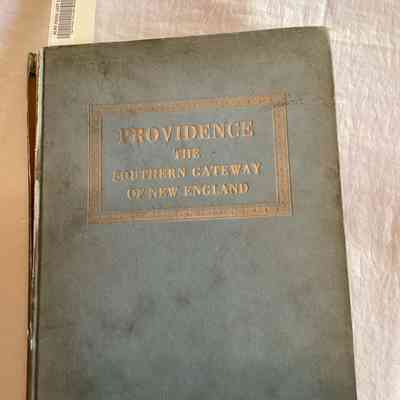 PROVIDENCE
THE
SOUTHERN GATEWAY
OF NEW ENGLAND